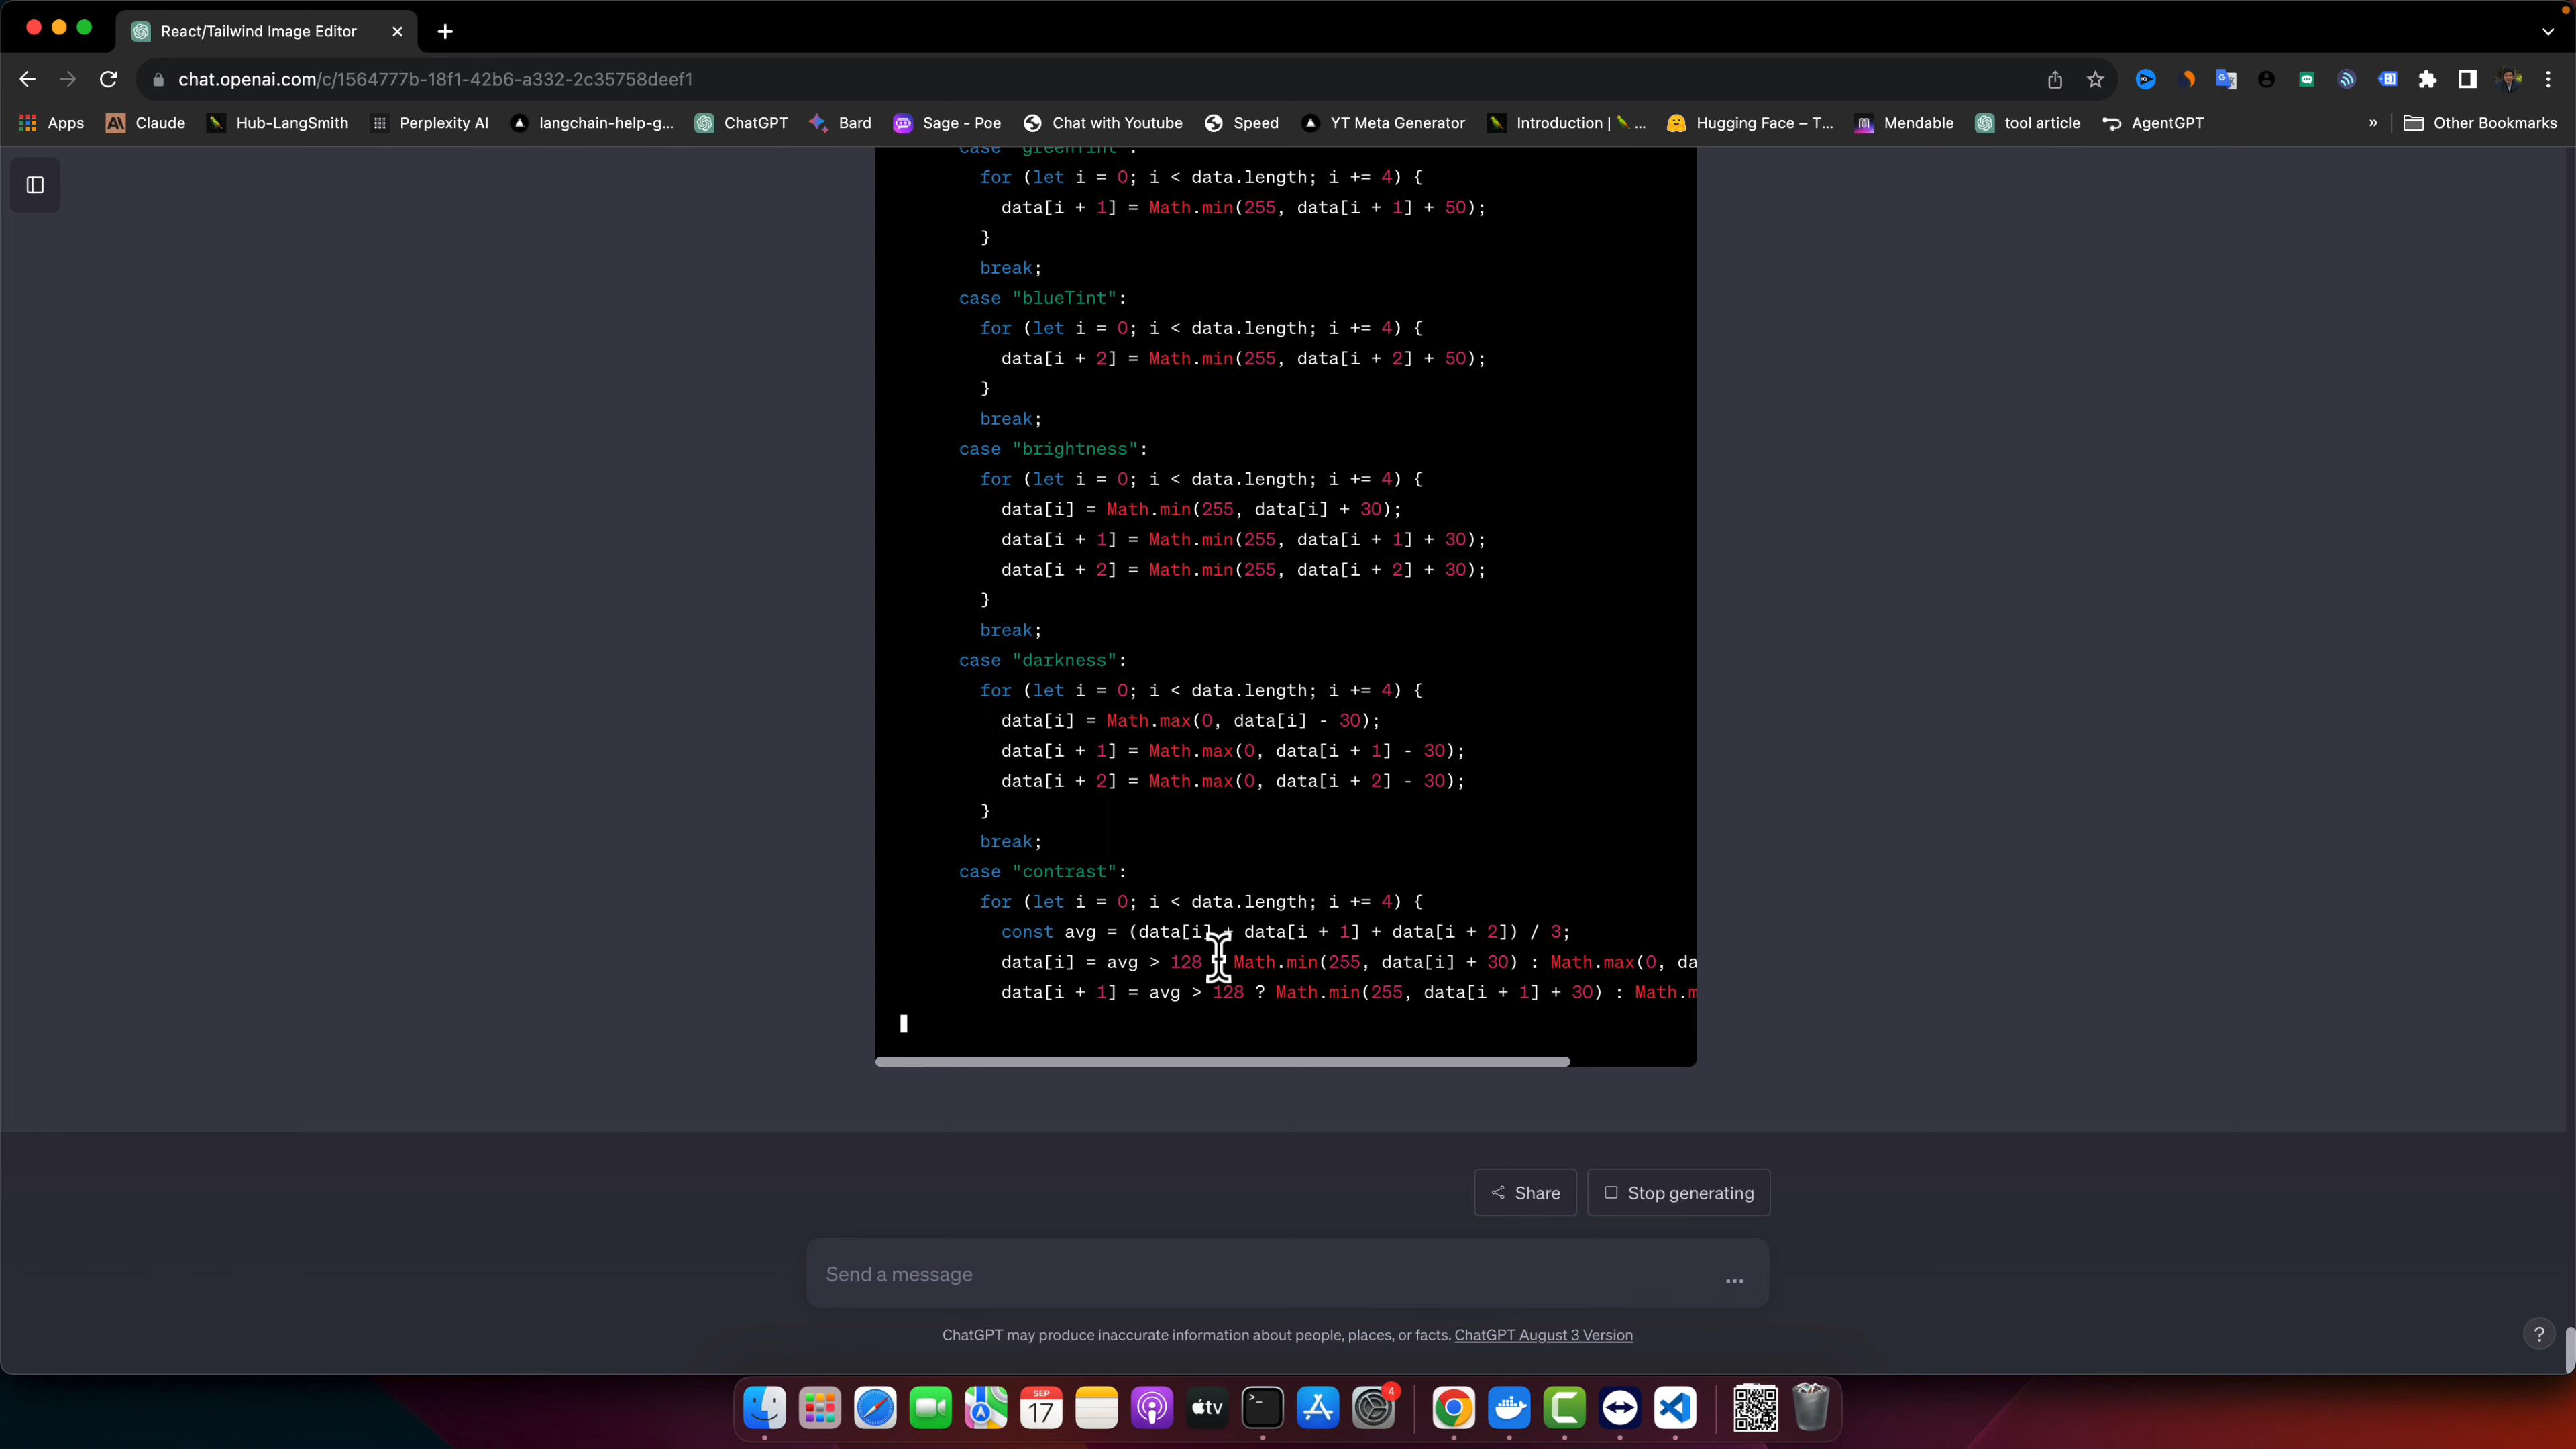 React/Tailwind Image Editor
chat.openai.com/c/1564777b-18f1-42b6-a332-2c35758deef1
Apps
Claude
Hub-LangSmith
Perplexity AI
langchain-help-g...
ChatGPT
Bard
Sage - Poe
Chat with Youtube
Speed
YT Meta Generator
Introduction | ...
Hugging Face – T...
Mendable
tool article
AgentGPT
»
Other Bookmarks
case "greenTint":
for (let i = 0; i < data.length; i += 4) {
data[i + 1] = Math.min(255, data[i + 1] + 50);
}
break;
case "blueTint":
for (let i = 0; i < data.length; i += 4) {
data[i + 2] = Math.min(255, data[i + 2] + 50);
}
break;
case "brightness":
for (let i = 0; i < data.length; i += 4) {
data[i] = Math.min(255, data[i] + 30);
data[i + 1] = Math.min(255, data[i + 1] + 30);
data[i + 2] = Math.min(255, data[i + 2] + 30);
}
break;
case "darkness":
for (let i = 0; i < data.length; i += 4) {
data[i] = Math.max(0, data[i] - 30);
data[i + 1] = Math.max(0, data[i + 1] - 30);
data[i + 2] = Math.max(0, data[i + 2] - 30);
}
break;
case "contrast":
for (let i = 0; i < data.length; i += 4) {
const avg = (data[i] + data[i + 1] + data[i + 2]) / 3;
data[i] = avg > 128 Math.min(255, data[i] + 30) : Math.max(0, da
data[i + 1] = avg > 128 ? Math.min(255, data[i + 1] + 30) : Math.m
Share
Stop generating
Send a message
...
ChatGPT may produce inaccurate information about people, places, or facts. ChatGPT August 3 Version
?
SEP
17
tv
4